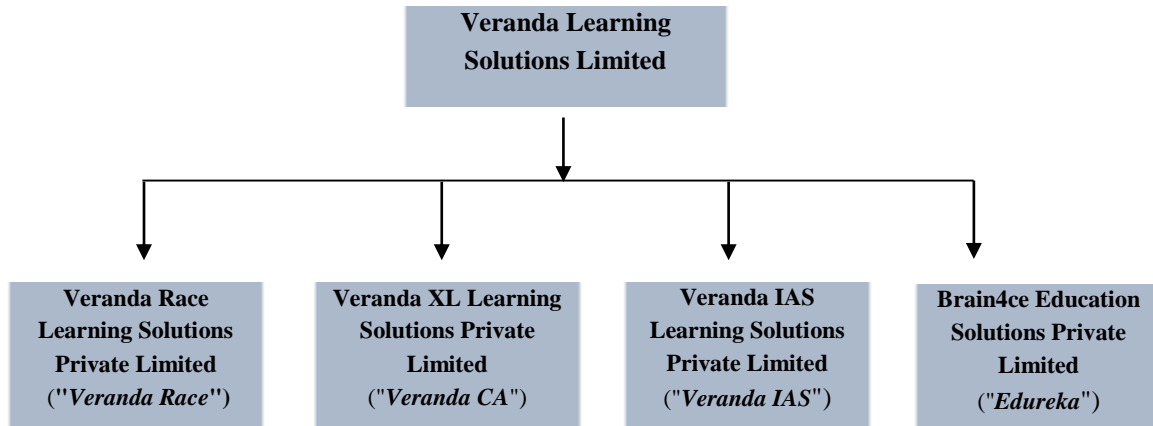 Veranda Learning
Solutions Limited
Veranda Race
Learning Solutions
Private Limited
("Veranda Race")
Veranda XL Learning
Solutions Private
Limited
("Veranda CA")
Veranda IAS
Learning Solutions
Private Limited
("Veranda IAS")
Brain4ce Education
Solutions Private
Limited
("Edureka")